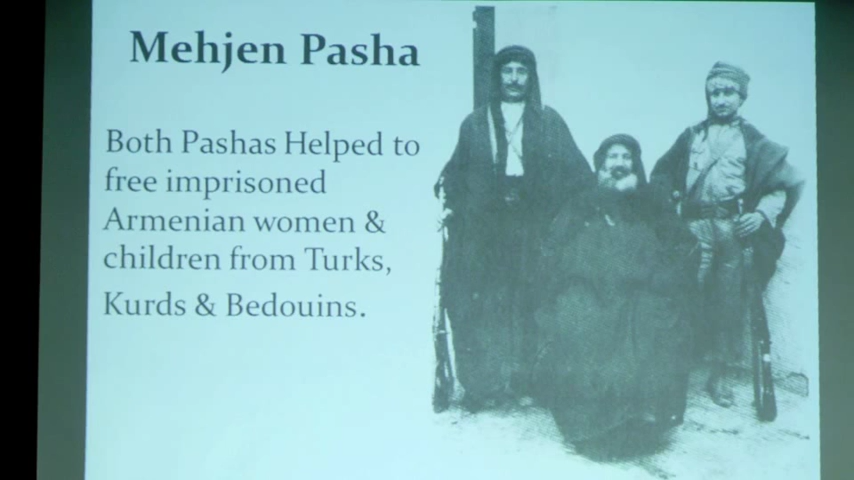 Mehjen Pasha
Both Pashas Helped to
free imprisoned
Armenian women &
children from Turks,
Kurds & Bedouins.